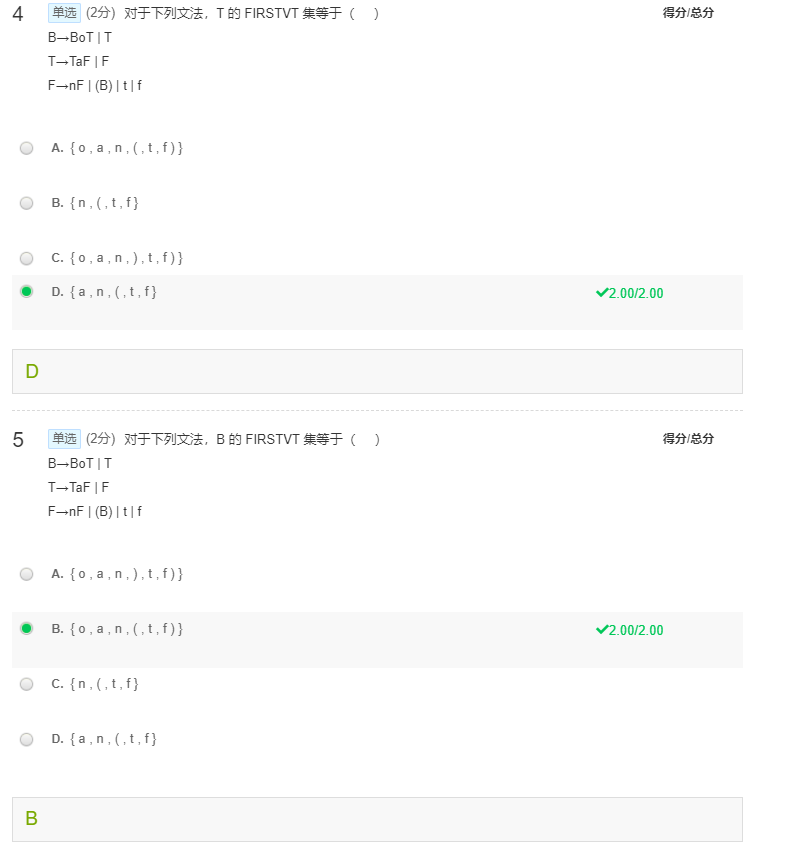 4 单选 (2分) 对于下列文法，T 的 FIRSTVT 集等于（ ） 得分/总分
B→BoT | T
T→TaF | F
F→nF | (B) | t | f
A. { o , a , n , ( , t , f ) }
B. { n , ( , t , f }
C. { o , a , n , ) , t , f ) }
D. { a , n , ( , t , f } 2.00/2.00
D
5 单选 (2分) 对于下列文法，B 的 FIRSTVT 集等于（ ） 得分/总分
B→BoT | T
T→TaF | F
F→nF | (B) | t | f
A. { o , a , n , ) , t , f ) }
B. { o , a , n , ( , t , f ) } 2.00/2.00
C. { n , ( , t , f }
D. { a , n , ( , t , f }
B